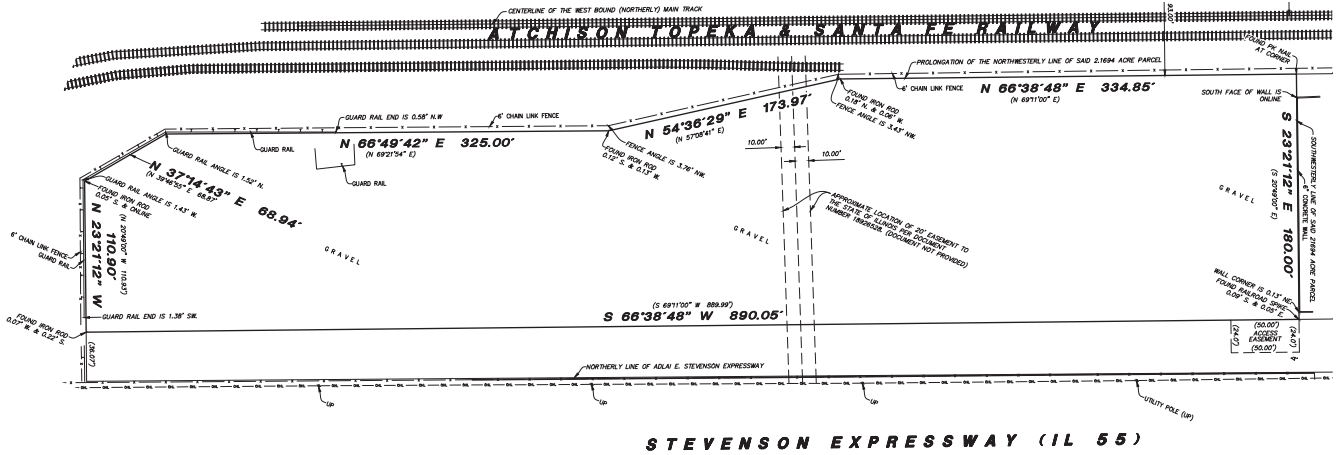 CENTERLINE OF THE WEST BOUND (NORTHERLY) MAIN TRACK
ATCHISON TOPEKA & SANTA FE RAILWAY
93.00'
FOUND PK NAIL
AT CORNER
PROLONGATION OF THE NORTHWESTERLY LINE OF SAID 2.1694 ACRE PARCEL
6' CHAIN LINK FENCE
N 66°38'48" E 334.85'
(N 69°11'00" E)
SOUTH FACE OF WALL IS
ONLINE
FOUND IRON ROD
0.18' N. & 0.06' W.
FENCE ANGLE IS 3.43' NW.
N 54°36'29" E 173.97'
(N 57°08'41" E)
GUARD RAIL END IS 0.58' N.W
6' CHAIN LINK FENCE
GUARD RAIL
N 66°49'42" E 325.00'
(N 69°21'54" E)
GUARD RAIL
FENCE ANGLE IS 3.76' NW.
FOUND IRON ROD
0.12' S. & 0.13' W.
10.00'
10.00'
GUARD RAIL ANGLE IS 1.52' N.
N 37°14'43" E 68.94'
(N 39°46'55" E 68.87')
GUARD RAIL ANGLE IS 1.43' W.
FOUND IRON ROD
0.05' S. & ONLINE
N 23°21'12" W
110.90'
(N 20°49'00" W 110.93')
6' CHAIN LINK FENCE
GUARD RAIL
GRAVEL
GRAVEL
GRAVEL
APPROXIMATE LOCATION OF 20' EASEMENT TO
THE STATE OF ILLINOIS PER DOCUMENT
NUMBER 18926528. (DOCUMENT NOT PROVIDED)
S 23°21'12" E 180.00'
(S 20°49'00" E)
6" CONCRETE WALL
SOUTHWESTERLY LINE OF SAID 2.1694 ACRE PARCEL
WALL CORNER IS 0.13' NE.
FOUND RAILROAD SPIKE
0.09' S. & 0.05' E.
GUARD RAIL END IS 1.38' SW.
FOUND IRON ROD
0.07' W. & 0.22' S.
(S 69°11'00" W 889.99')
S 66°38'48" W 890.05'
(50.00')
ACCESS
EASEMENT
(50.00')
(24.0')
(24.0')
NORTHERLY LINE OF ADLAI E. STEVENSON EXPRESSWAY
UP
UP
UP
UTILITY POLE (UP)
STEVENSON EXPRESSWAY (IL 55)